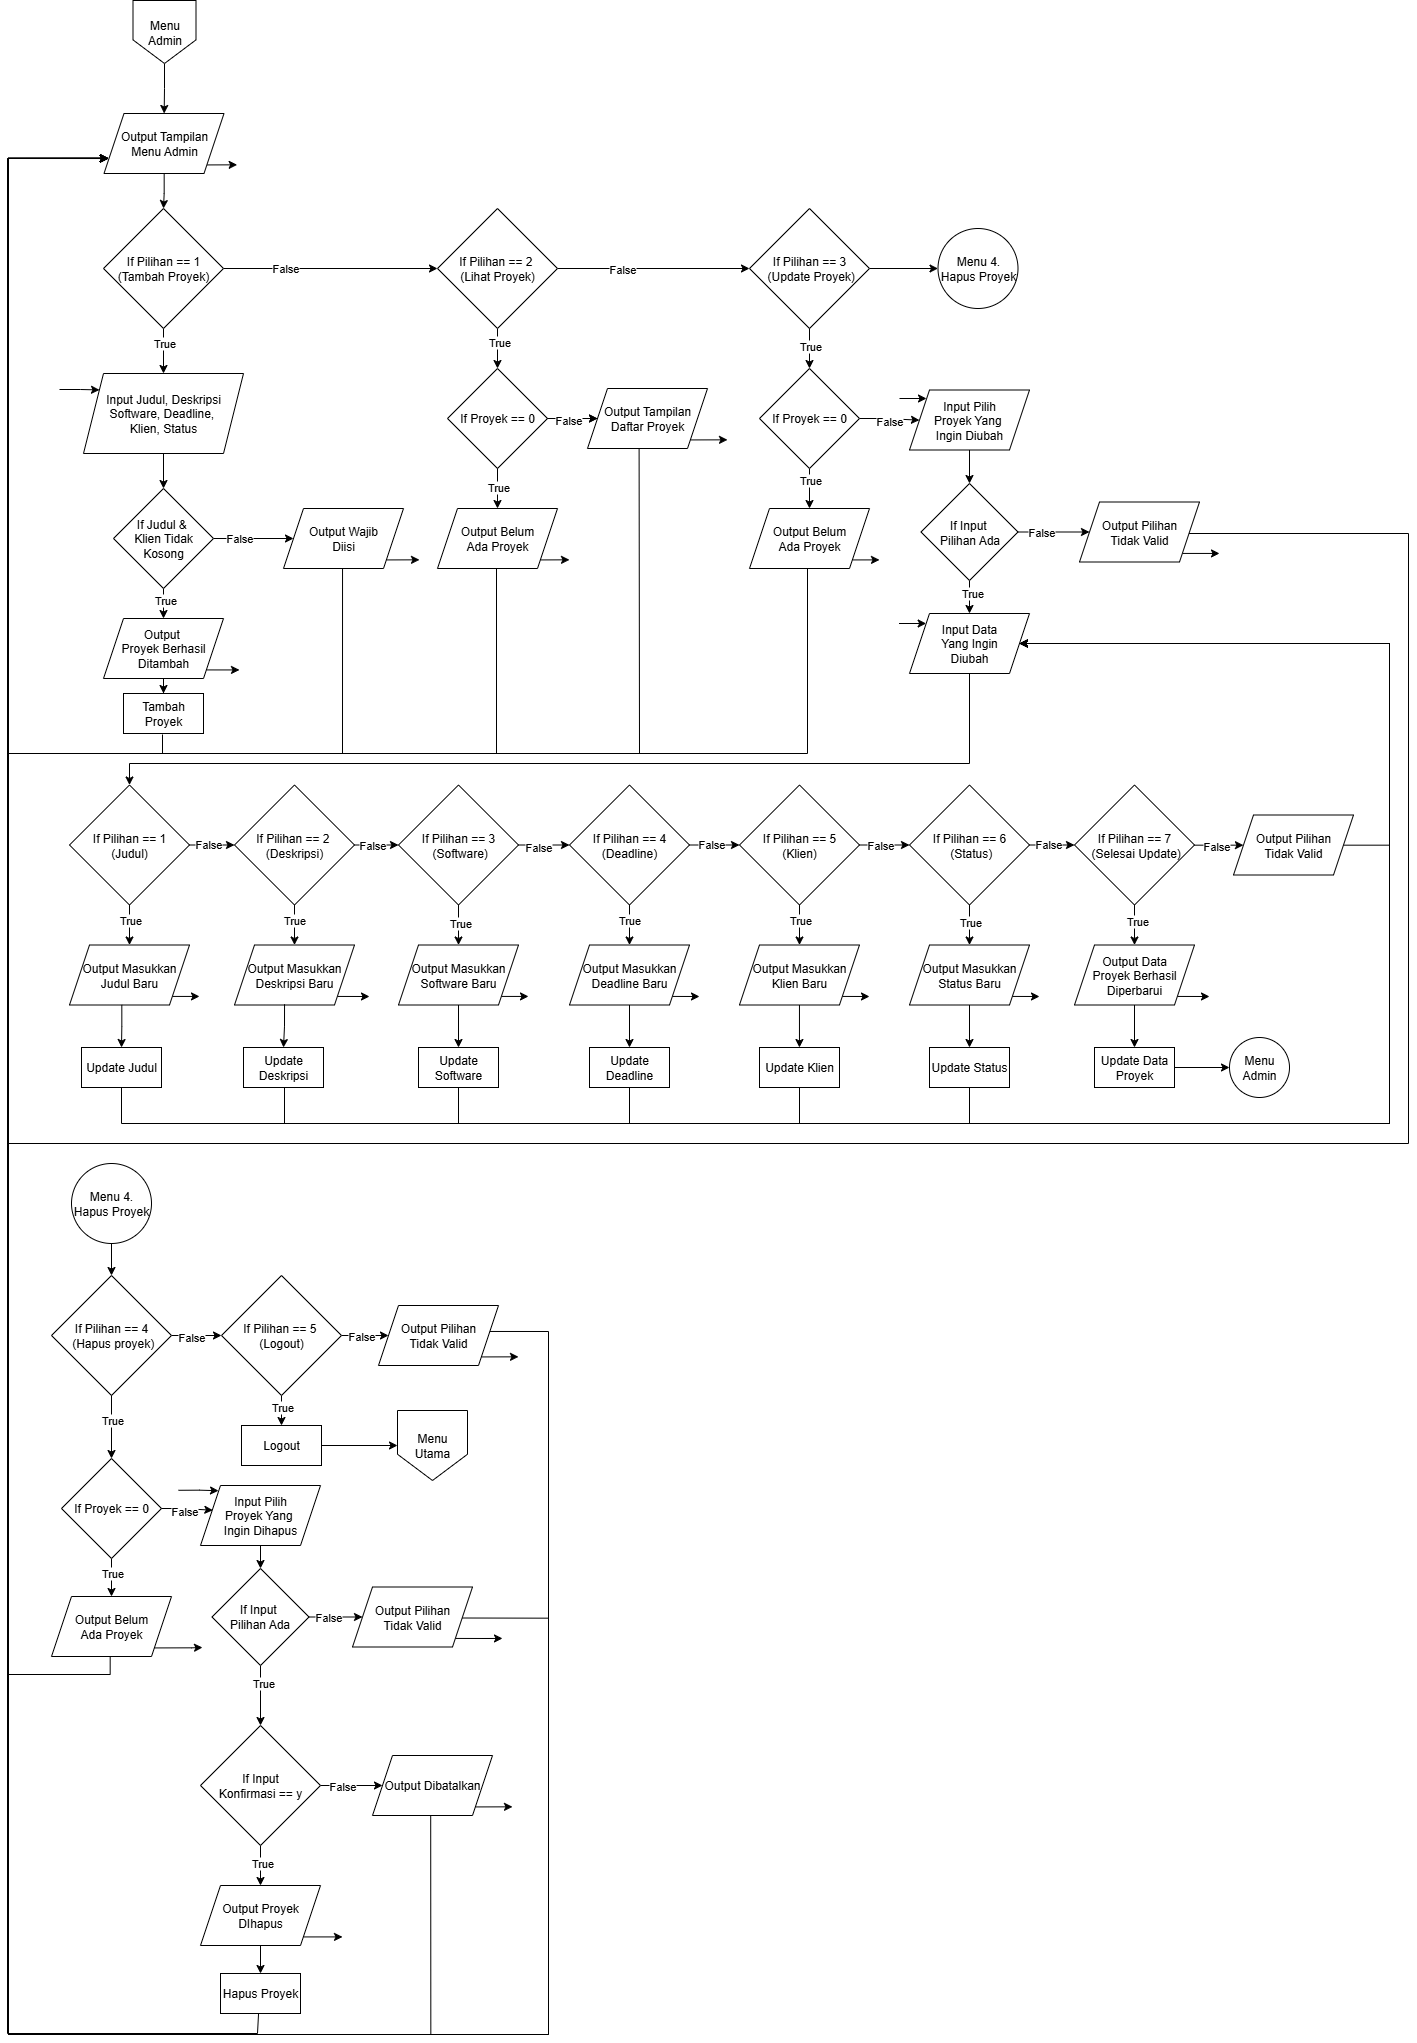 Menu
Admin
Output Tampilan
Menu Admin
If Pilihan == 1
(Tambah Proyek)
False
If Pilihan == 2
(Lihat Proyek)
False
If Pilihan == 3
(Update Proyek)
Menu 4.
Hapus Proyek
True
True
True
Input Judul, Deskripsi
Software, Deadline,
Klien, Status
If Proyek == 0
False
Output Tampilan
Daftar Proyek
If Proyek == 0
False
Input Pilih
Proyek Yang
Ingin Diubah
True
True
If Judul &
Klien Tidak
Kosong
False
Output Wajib
Diisi
Output Belum
Ada Proyek
Output Belum
Ada Proyek
If Input
Pilihan Ada
False
Output Pilihan
Tidak Valid
True
True
Output
Proyek Berhasil
Ditambah
Input Data
Yang Ingin
Diubah
Tambah
Proyek
If Pilihan == 1
(Judul)
False
If Pilihan == 2
(Deskripsi)
False
If Pilihan == 3
(Software)
False
If Pilihan == 4
(Deadline)
False
If Pilihan == 5
(Klien)
False
If Pilihan == 6
(Status)
False
If Pilihan == 7
(Selesai Update)
False
Output Pilihan
Tidak Valid
True
True
True
True
True
True
True
Output Masukkan
Judul Baru
Output Masukkan
Deskripsi Baru
Output Masukkan
Software Baru
Output Masukkan
Deadline Baru
Output Masukkan
Klien Baru
Output Masukkan
Status Baru
Output Data
Proyek Berhasil
Diperbarui
Update Judul
Update
Deskripsi
Update
Software
Update
Deadline
Update Klien
Update Status
Update Data
Proyek
Menu
Admin
Menu 4.
Hapus Proyek
If Pilihan == 4
(Hapus proyek)
False
If Pilihan == 5
(Logout)
False
Output Pilihan
Tidak Valid
True
True
Logout
Menu
Utama
If Proyek == 0
False
Input Pilih
Proyek Yang
Ingin Dihapus
True
Output Belum
Ada Proyek
If Input
Pilihan Ada
False
Output Pilihan
Tidak Valid
True
If Input
Konfirmasi == y
False
Output Dibatalkan
True
Output Proyek
DIhapus
Hapus Proyek